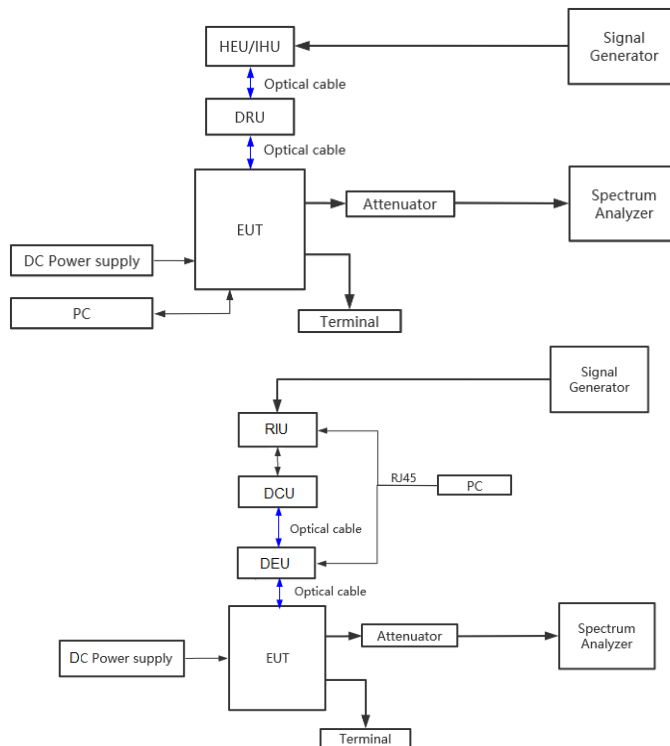 HEU/IHU
Signal
Generator
Optical cable
DRU
Optical cable
EUT
Attenuator
Spectrum
Analyzer
DC Power supply
PC
Terminal
Signal
Generator
RIU
RJ45
PC
DCU
Optical cable
DEU
Optical cable
EUT
Attenuator
Spectrum
Analyzer
DC Power supply
Terminal